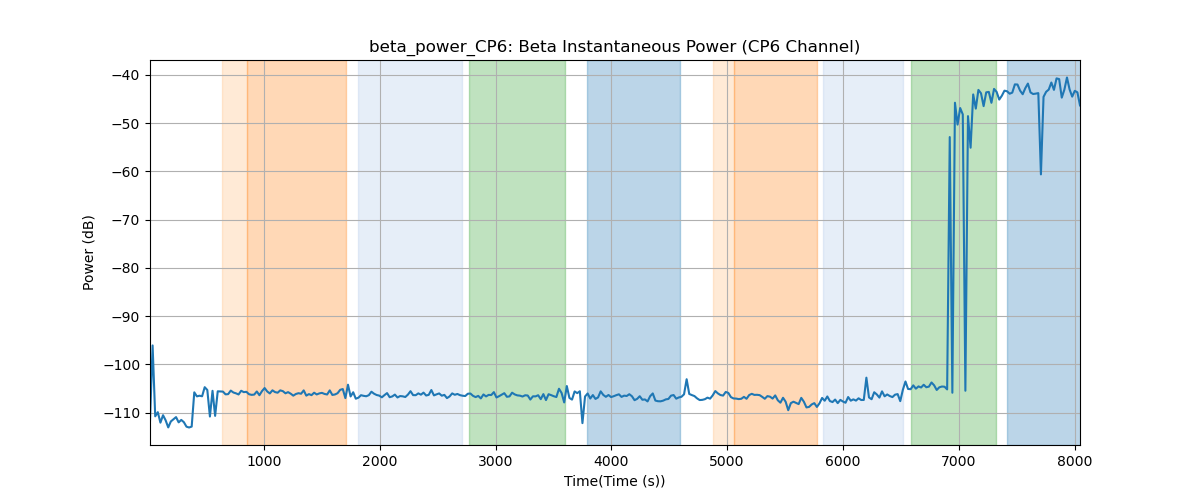 beta_power_CP6: Beta Instantaneous Power (CP6 Channel)
−40
−50
−60
−70
−80
−90
−100
−110
Power (dB)
1000 2000 3000 4000 5000 6000 7000 8000
Time(Time (s))